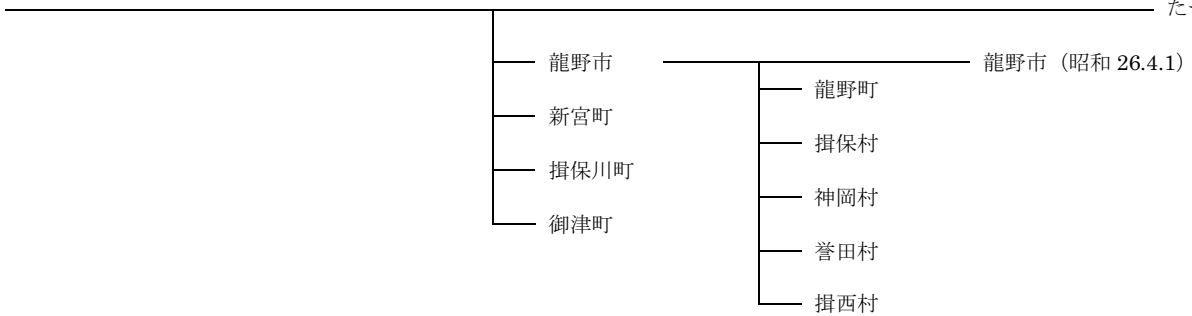 龍野市 龍野市（昭和 26.4.1）
龍野町
新宮町
揖保村
揖保川町
神岡村
御津町
誉田村
揖西村